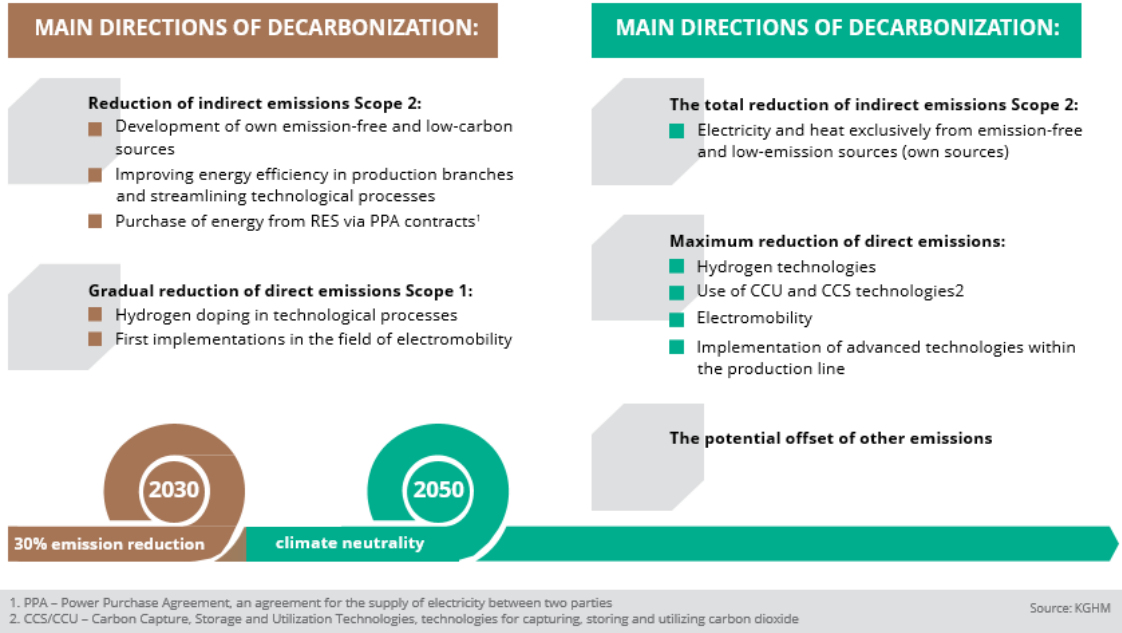 MAIN DIRECTIONS OF DECARBONIZATION:
Reduction of indirect emissions Scope 2:
Development of own emission-free and low-carbon
sources
Improving energy efficiency in production branches
and streamlining technological processes
Purchase of energy from RES via PPA contracts¹
Gradual reduction of direct emissions Scope 1:
Hydrogen doping in technological processes
First implementations in the field of electromobility
MAIN DIRECTIONS OF DECARBONIZATION:
The total reduction of indirect emissions Scope 2:
Electricity and heat exclusively from emission-free
and low-emission sources (own sources)
Maximum reduction of direct emissions:
Hydrogen technologies
Use of CCU and CCS technologies2
Electromobility
Implementation of advanced technologies within
the production line
The potential offset of other emissions
2030
30% emission reduction
2050
climate neutrality
1. PPA – Power Purchase Agreement, an agreement for the supply of electricity between two parties
2. CCS/CCU – Carbon Capture, Storage and Utilization Technologies, technologies for capturing, storing and utilizing carbon dioxide
Source: KGHM